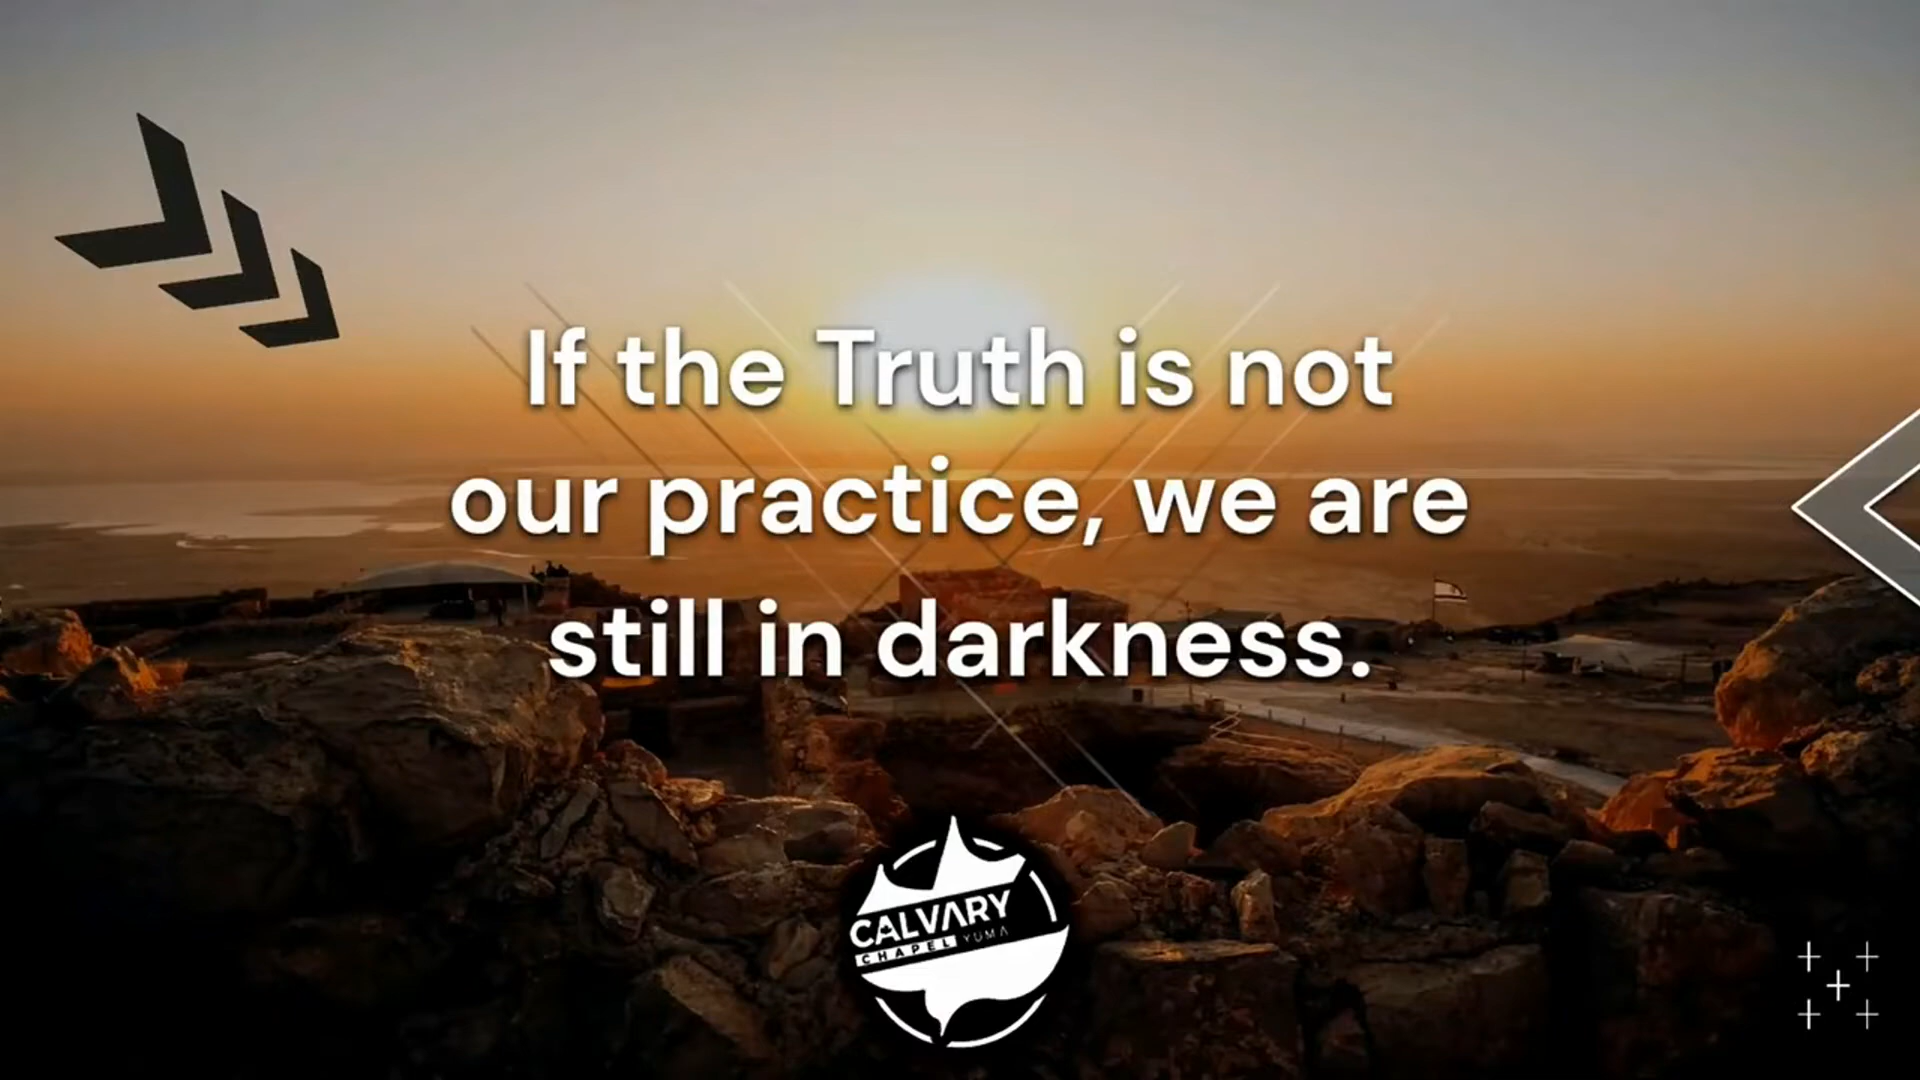 If the Truth is not
our practice, we are
still in darkness.
CALVARY
CHAPEL YUMA